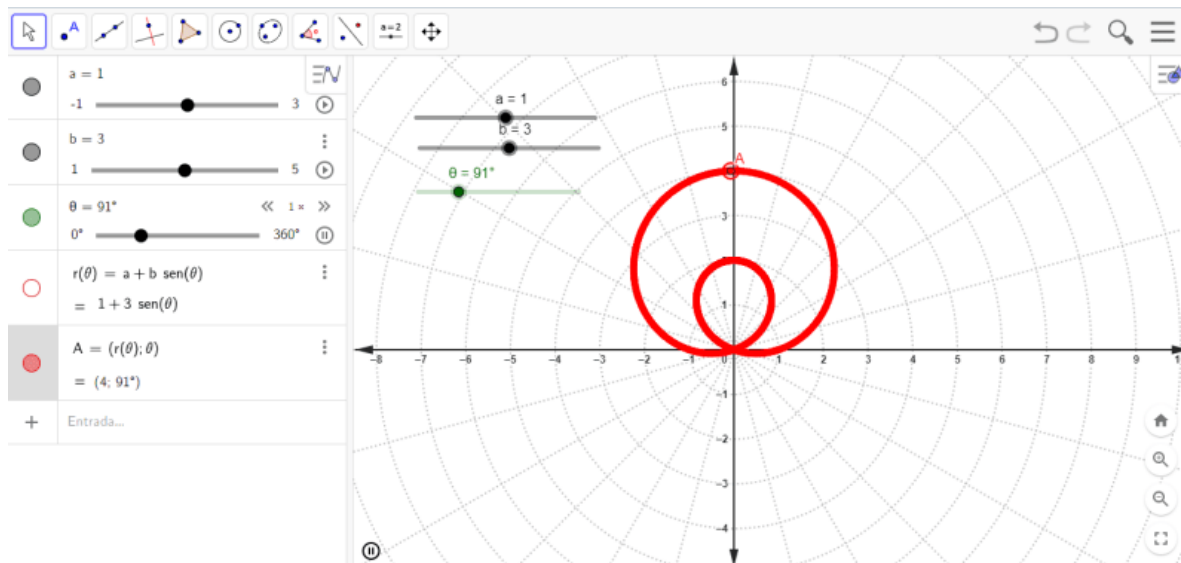 A
a=2
a = 1
-1
3
b = 3
1
5
θ = 91°
1 ×
0°
360°
r(θ) = a + b sen(θ)
= 1 + 3 sen(θ)
A = (r(θ); θ)
= (4; 91°)
+ Entrada...
a = 1
b = 3
θ = 91°
A
6
5
3
1
-8 -7 -6 -5 -4 -3 -2 -1 0 1 2 3 4 5 6 7 8 9
-1
-2
-3
-4